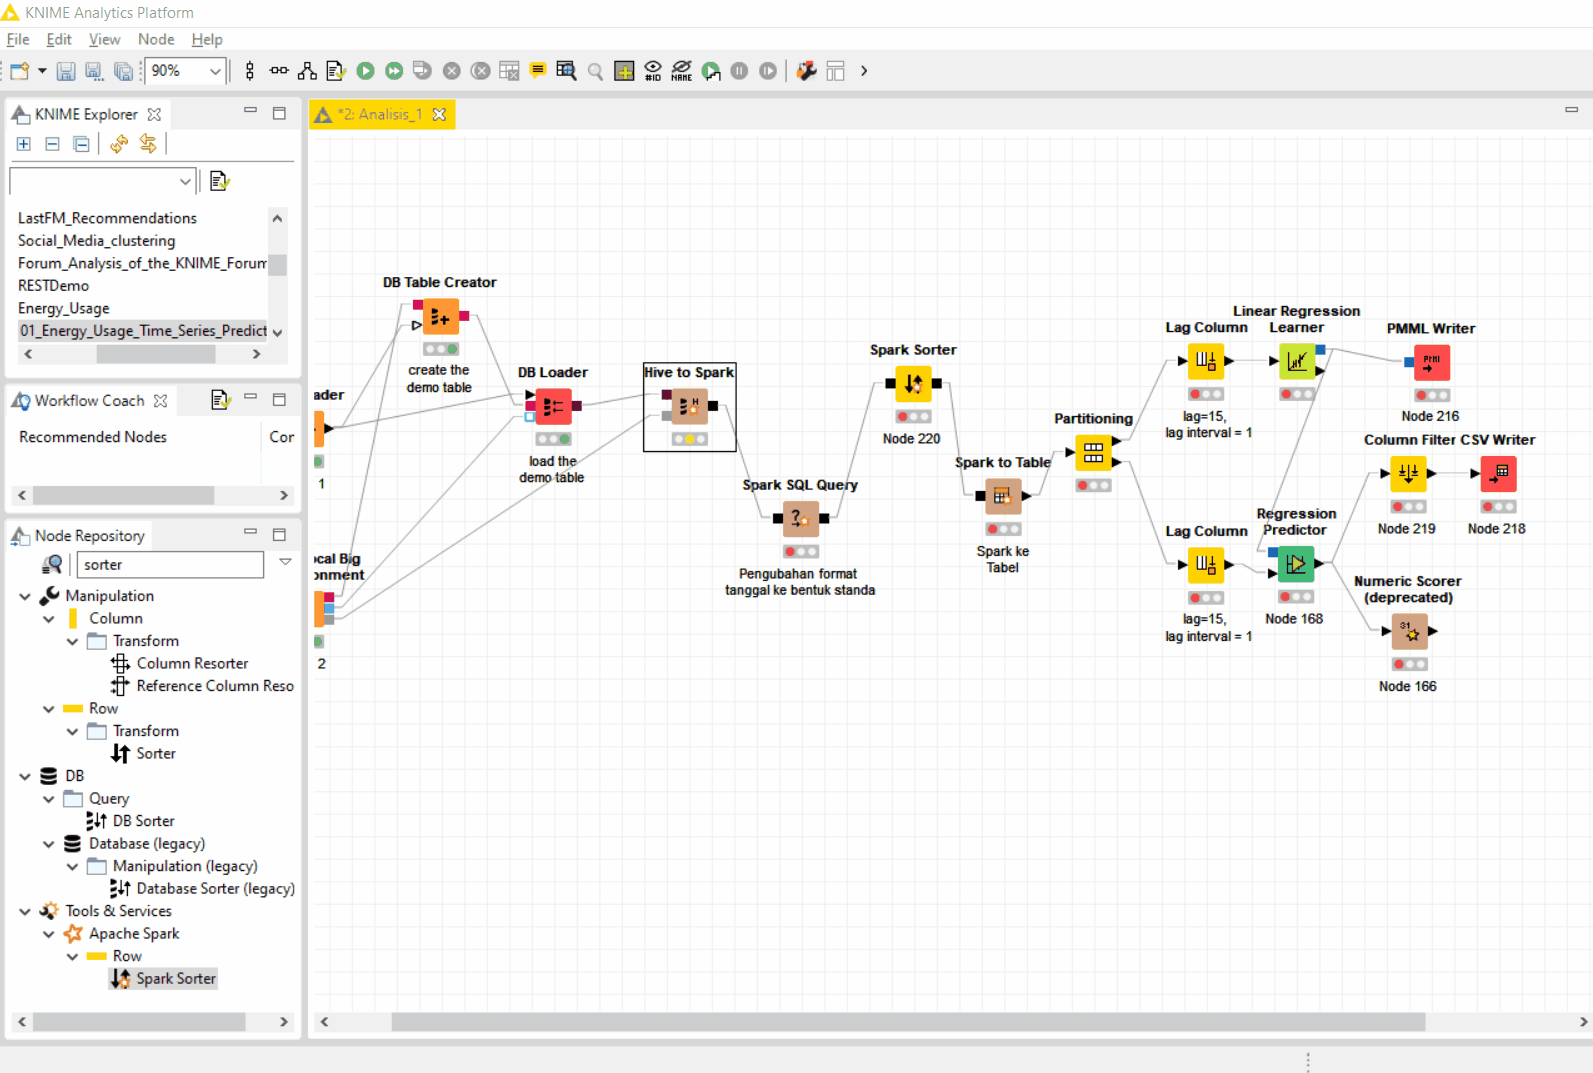 KNIME Analytics Platform
File Edit View Node Help
90%
#ID
NAME
KNIME Explorer
LastFM_Recommendations
Social_Media_clustering
Forum_Analysis_of_the_KNIME_Forum
RESTDemo
Energy_Usage
01_Energy_Usage_Time_Series_Predict
Workflow Coach
Recommended Nodes
Cor
Node Repository
sorter
Manipulation
Column
Transform
Column Resorter
Reference Column Reso
Row
Transform
Sorter
DB
Query
DB Sorter
Database (legacy)
Manipulation (legacy)
Database Sorter (legacy)
Tools & Services
Apache Spark
Row
Spark Sorter
*2: Analisis_1
ader
1
ocal Big
onment
2
DB Table Creator
create the
demo table
DB Loader
load the
demo table
Hive to Spark
H
Spark SQL Query
?
Pengubahan format
tanggal ke bentuk standa
Spark Sorter
Node 220
Spark to Table
Spark ke
Tabel
Partitioning
Lag Column
lag=15,
lag interval = 1
Linear Regression
Learner
PMML Writer
Node 216
Column Filter
Node 219
CSV Writer
Node 218
Lag Column
lag=15,
lag interval = 1
Regression
Predictor
Node 168
Numeric Scorer
(deprecated)
31
Node 166